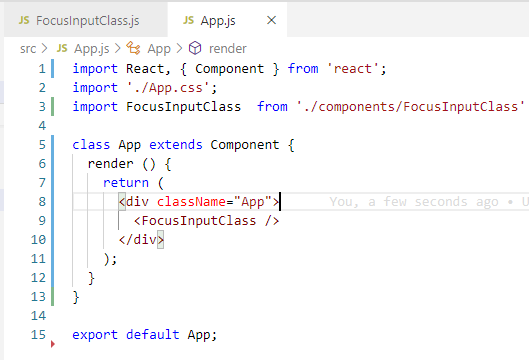 JS FocusInputClass.js JS App.js ×
src > JS App.js > App > render
1 import React, { Component } from 'react';
2 import './App.css';
3 import FocusInputClass  from './components/FocusInputClass'
4
5 class App extends Component {
6   render () {
7     return (
8       <div className="App"> You, a few seconds ago • U
9         <FocusInputClass />
10       </div>
11     );
12   }
13 }
14
15 export default App;